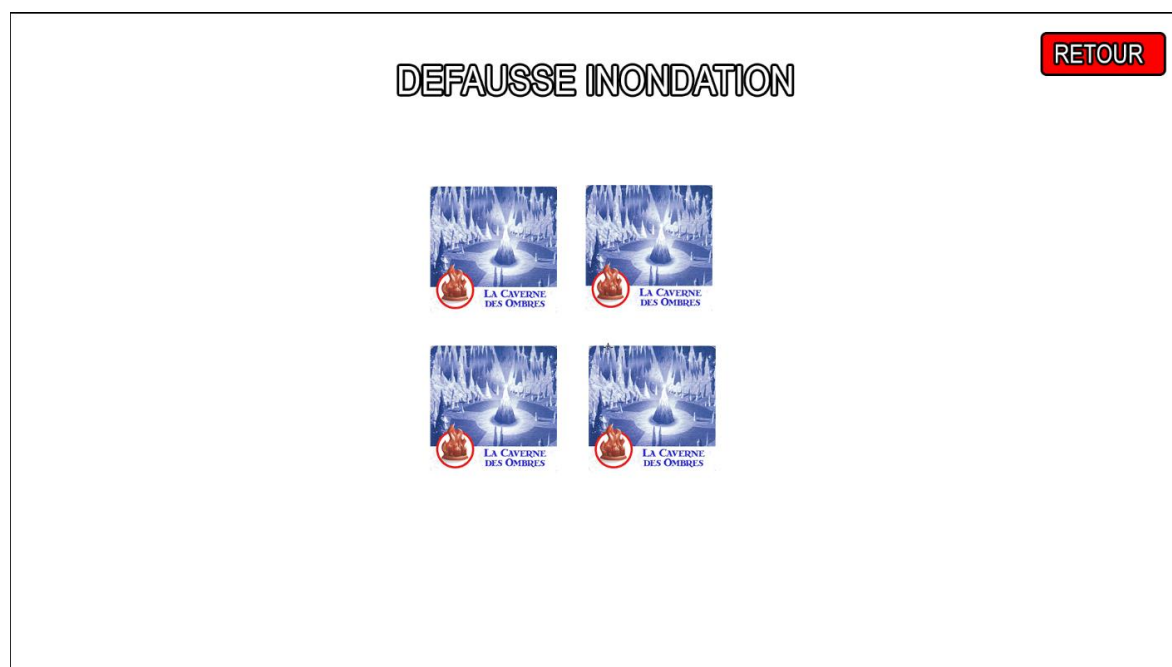 RETOUR
DEFAUSSE INONDATION
LA CAVERNE
DES OMBRES
LA CAVERNE
DES OMBRES
LA CAVERNE
DES OMBRES
LA CAVERNE
DES OMBRES